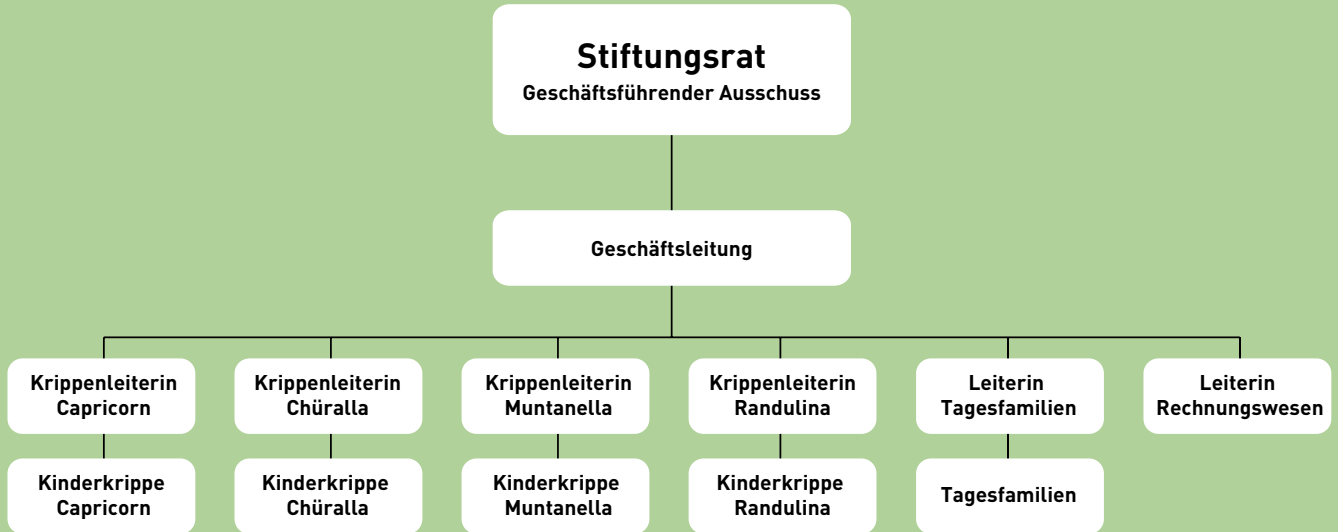 Stiftungsrat
Geschäftsführender Ausschuss
Geschäftsleitung
Krippenleiterin
Capricorn
Krippenleiterin
Chüralla
Krippenleiterin
Muntanella
Krippenleiterin
Randulina
Leiterin
Tagesfamilien
Leiterin
Rechnungswesen
Kinderkrippe
Capricorn
Kinderkrippe
Chüralla
Kinderkrippe
Muntanella
Kinderkrippe
Randulina
Tagesfamilien